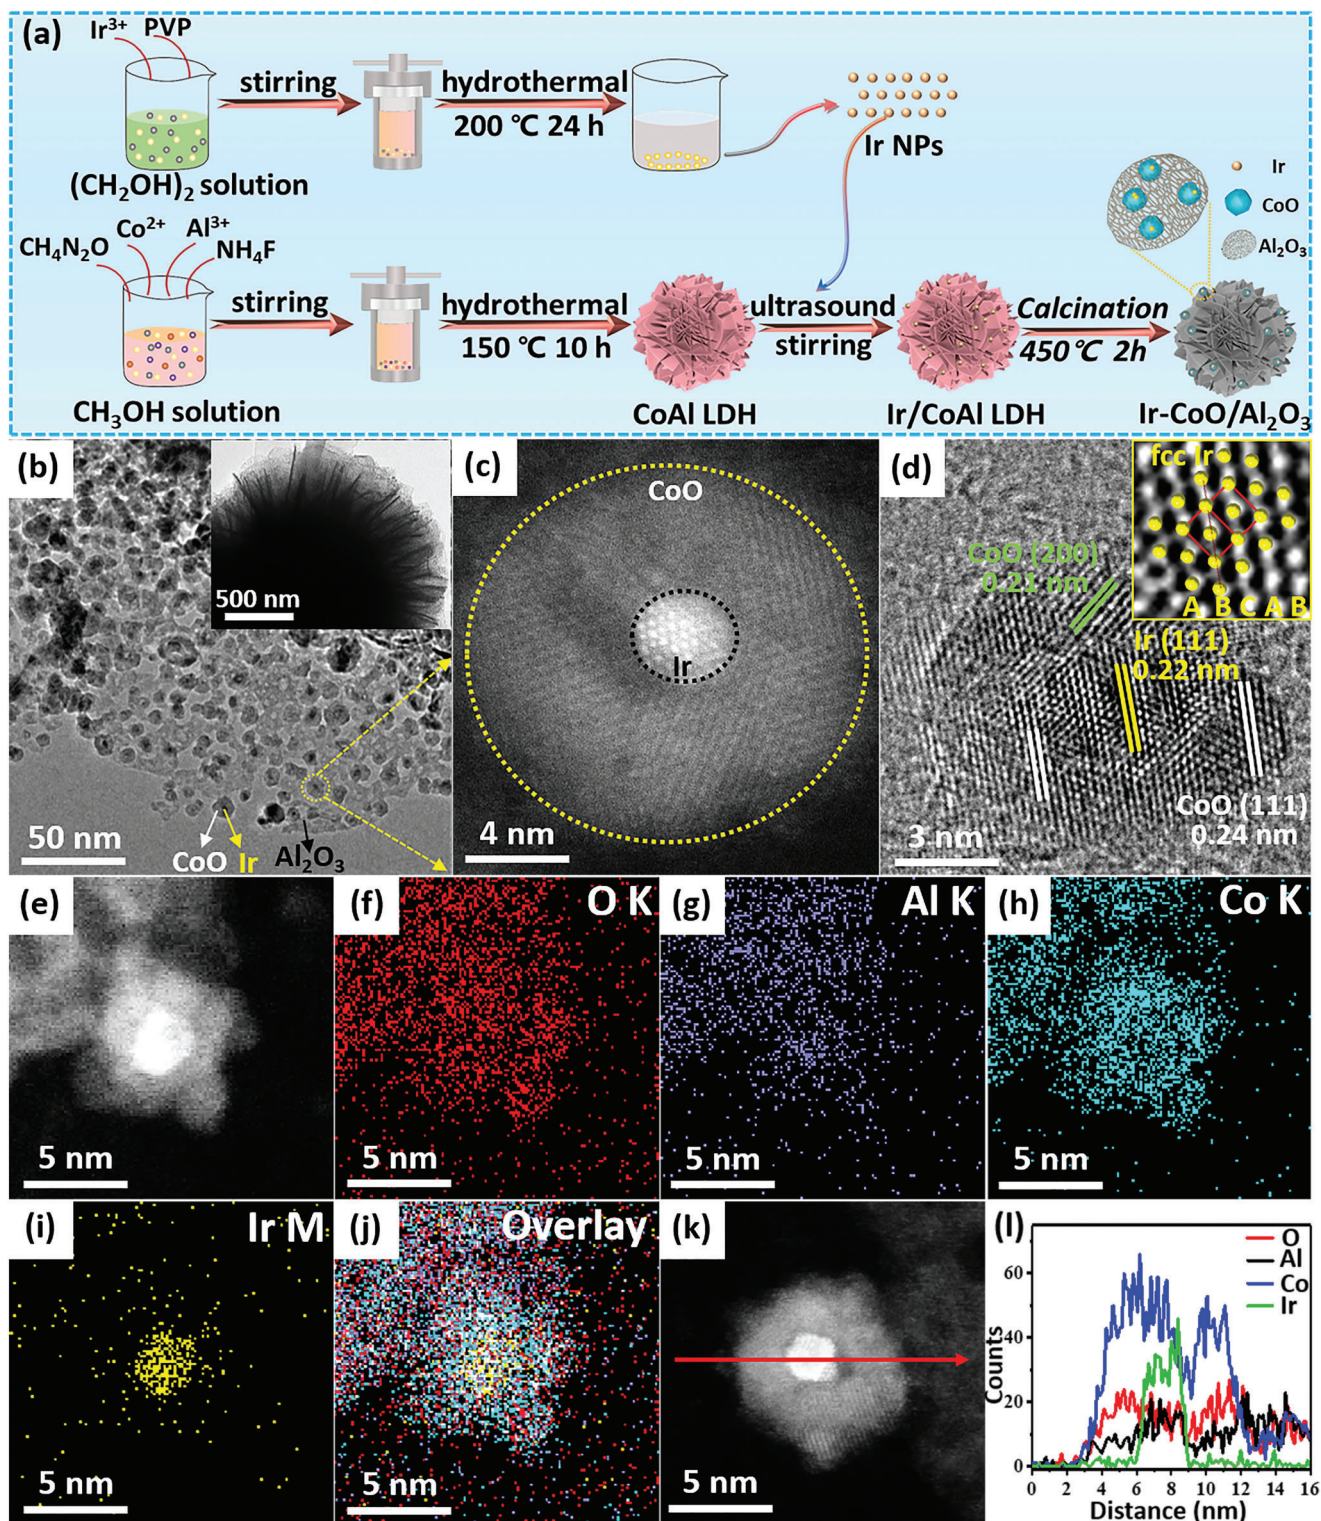 (a)
Ir³⁺ PVP
stirring
hydrothermal
200 ℃ 24 h
(CH₂OH)₂ solution
Ir NPs
Ir
CoO
Al₂O₃
Co²⁺ Al³⁺
CH₄N₂O NH₄F
stirring
hydrothermal
150 ℃ 10 h
ultrasound
stirring
Calcination
450℃ 2h
CH₃OH solution
CoAl LDH
Ir/CoAl LDH
Ir-CoO/Al₂O₃
(b)
500 nm
50 nm
CoO
Ir
Al₂O₃
(c)
CoO
Ir
4 nm
(d)
fcc Ir
A B C A B
CoO (200)
0.21 nm
Ir (111)
0.22 nm
CoO (111)
0.24 nm
3 nm
(e)
5 nm
(f)
O K
5 nm
(g)
Al K
5 nm
(h)
Co K
5 nm
(i)
Ir M
5 nm
(j)
Overlay
5 nm
(k)
5 nm
(l)
O
Al
Co
Ir
Counts
60
40
20
0
0 2 4 6 8 10 12 14 16
Distance (nm)